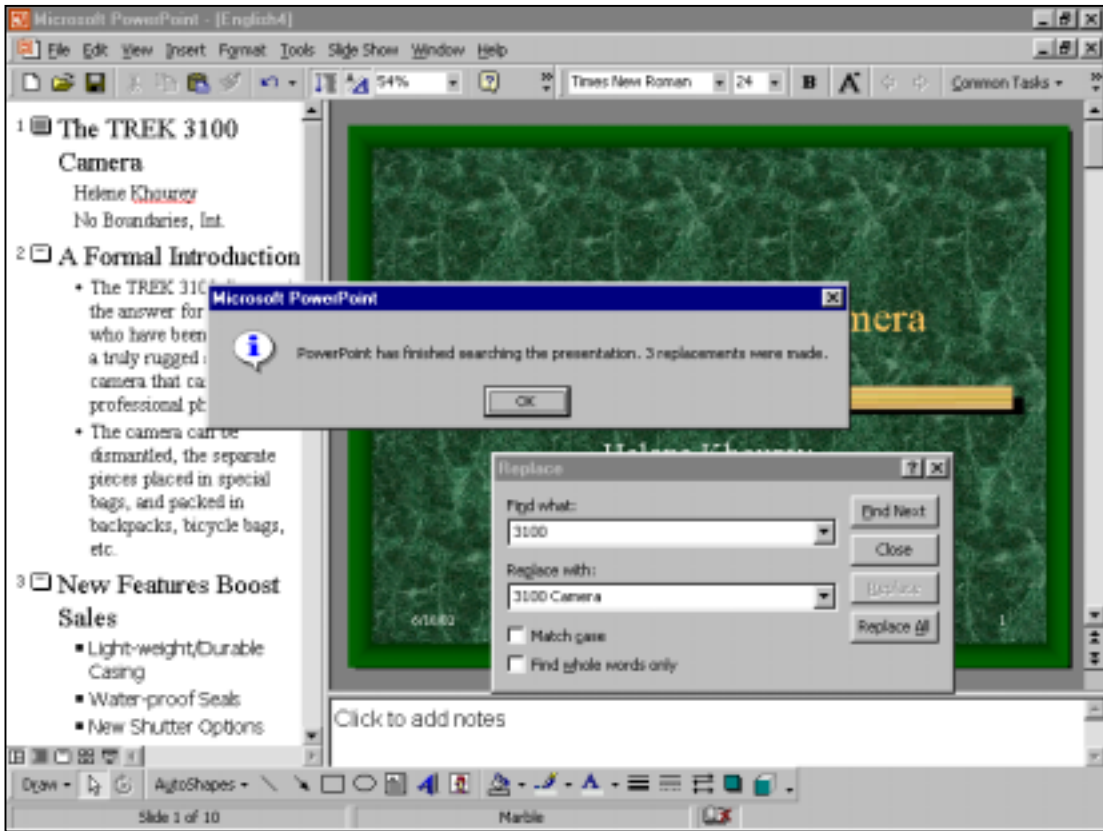 Microsoft PowerPoint - [English4]
File Edit View Insert Format Tools Slide Show Window Help
54% Times New Roman 24 B A Common Tasks
1 The TREK 3100
Camera
Helene Khourey
No Boundaries, Int.
2 A Formal Introduction
• The TREK
the answer for
who have been
a truly rugged
camera that
professional
• The camera can be
dismantled, the separate
pieces placed in special
bags, and packed in
backpacks, bicycle bags,
etc.
3 New Features Boost
Sales
▪ Light-weight/Durable
Casing
▪ Water-proof Seals
▪ New Shutter Options
mera
Microsoft PowerPoint
PowerPoint has finished searching the presentation. 3 replacements were made.
OK
Replace
Find what:
3100
Find Next
Close
Replace with:
3100 Camera
Replace
Replace All
Match case
Find whole words only
1
Click to add notes
Draw AutoShapes
Slide 1 of 10 Marble